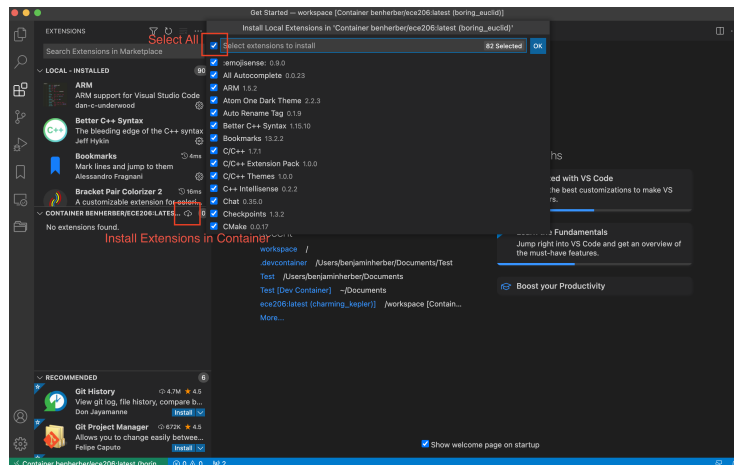 Get Started — workspace [Container benherber/ece206:latest (boring_euclid)]
EXTENSIONS
Select All
Search Extensions in Marketplace
LOCAL - INSTALLED 90
ARM
ARM support for Visual Studio Code
dan-c-underwood
Better C++ Syntax
The bleeding edge of the C++ syntax
Jeff Hykin
Bookmarks 4ms
Mark lines and jump to them
Alessandro Fragnani
Bracket Pair Colorizer 2 16ms
A customizable extension for colori...
CONTAINER BENHERBER/ECE206:LATES... 0
No extensions found.
Install Extensions in Container
Install Local Extensions in 'Container benherber/ece206:latest (boring_euclid)'
Select extensions to install 82 Selected OK
:emojisense: 0.9.0
All Autocomplete 0.0.23
ARM 1.5.2
Atom One Dark Theme 2.2.3
Auto Rename Tag 0.1.9
Better C++ Syntax 1.15.10
Bookmarks 13.2.2
C/C++ 1.7.1
C/C++ Extension Pack 1.0.0
C/C++ Themes 1.0.0
C++ Intellisense 0.2.2
Chat 0.35.0
Checkpoints 1.3.2
CMake 0.0.17
workspace /
.devcontainer /Users/benjaminherber/Documents/Test
Test /Users/benjaminherber/Documents
Test [Dev Container] ~/Documents
ece206:latest (charming_kepler)] /workspace [Contain...
More...
hs
ed with VS Code
the best customizations to make VS
rs.
Fundamentals
Jump right into VS Code and get an overview of
the must-have features.
Boost your Productivity
RECOMMENDED 6
Git History 4.7M 4.5
View git log, file history, compare b...
Don Jayamanne Install
Git Project Manager 672K 4.5
Allows you to change easily betwee...
Felipe Caputo Install
Show welcome page on startup
Container benherber/ece206:latest (borin... 0 0 2